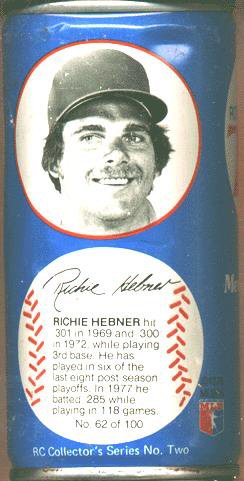 Richie Hebner
RICHIE HEBNER hit
.301 in 1969 and .300
in 1972, while playing
3rd base. He has
played in six of the
last eight post season
playoffs. In 1977 he
batted .285 while
playing in 118 games.
No. 62 of 100
RC Collector's Series No. Two